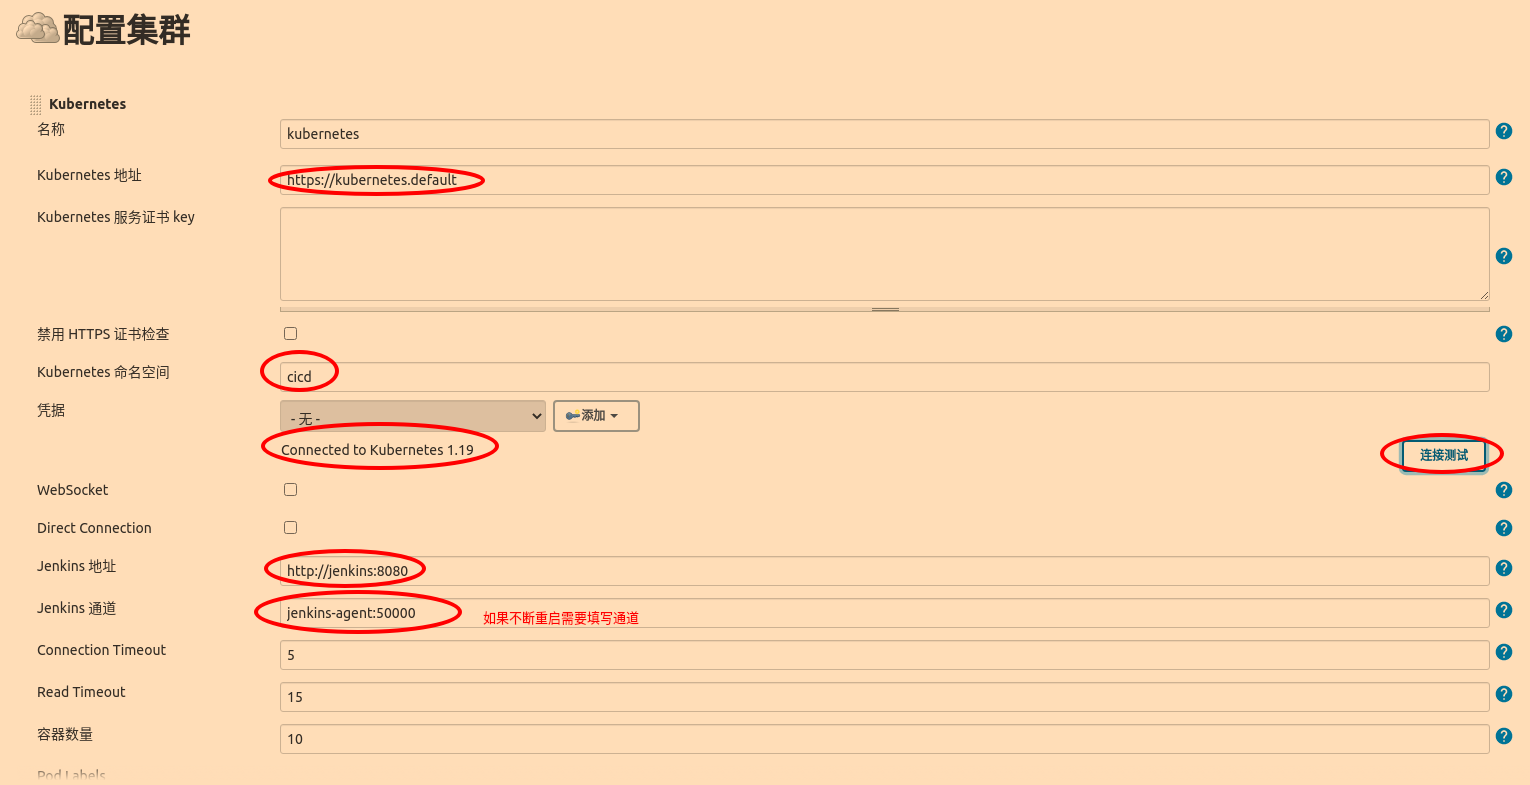 配置集群
Kubernetes
名称 kubernetes
Kubernetes 地址 https://kubernetes.default
Kubernetes 服务证书 key
禁用 HTTPS 证书检查
Kubernetes 命名空间 cicd
凭据 - 无 - 添加
Connected to Kubernetes 1.19 连接测试
WebSocket
Direct Connection
Jenkins 地址 http://jenkins:8080
Jenkins 通道 jenkins-agent:50000 如果不断重启需要填写通道
Connection Timeout 5
Read Timeout 15
容器数量 10
Pod Labels